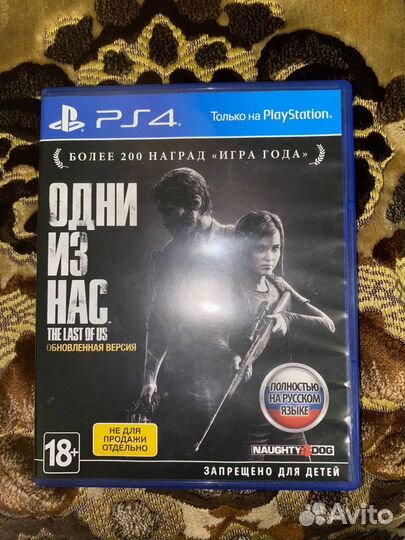 PS4
Только на PlayStation®
БОЛЕЕ 200 НАГРАД «ИГРА ГОДА»
ОДНИ
ИЗ
НАС
THE LAST OF US
ОБНОВЛЕННАЯ ВЕРСИЯ
ПОЛНОСТЬЮ
НА РУССКОМ
ЯЗЫКЕ
НЕ ДЛЯ
ПРОДАЖИ
ОТДЕЛЬНО
18+
NAUGHTY DOG
ЗАПРЕЩЕНО ДЛЯ ДЕТЕЙ
Avito